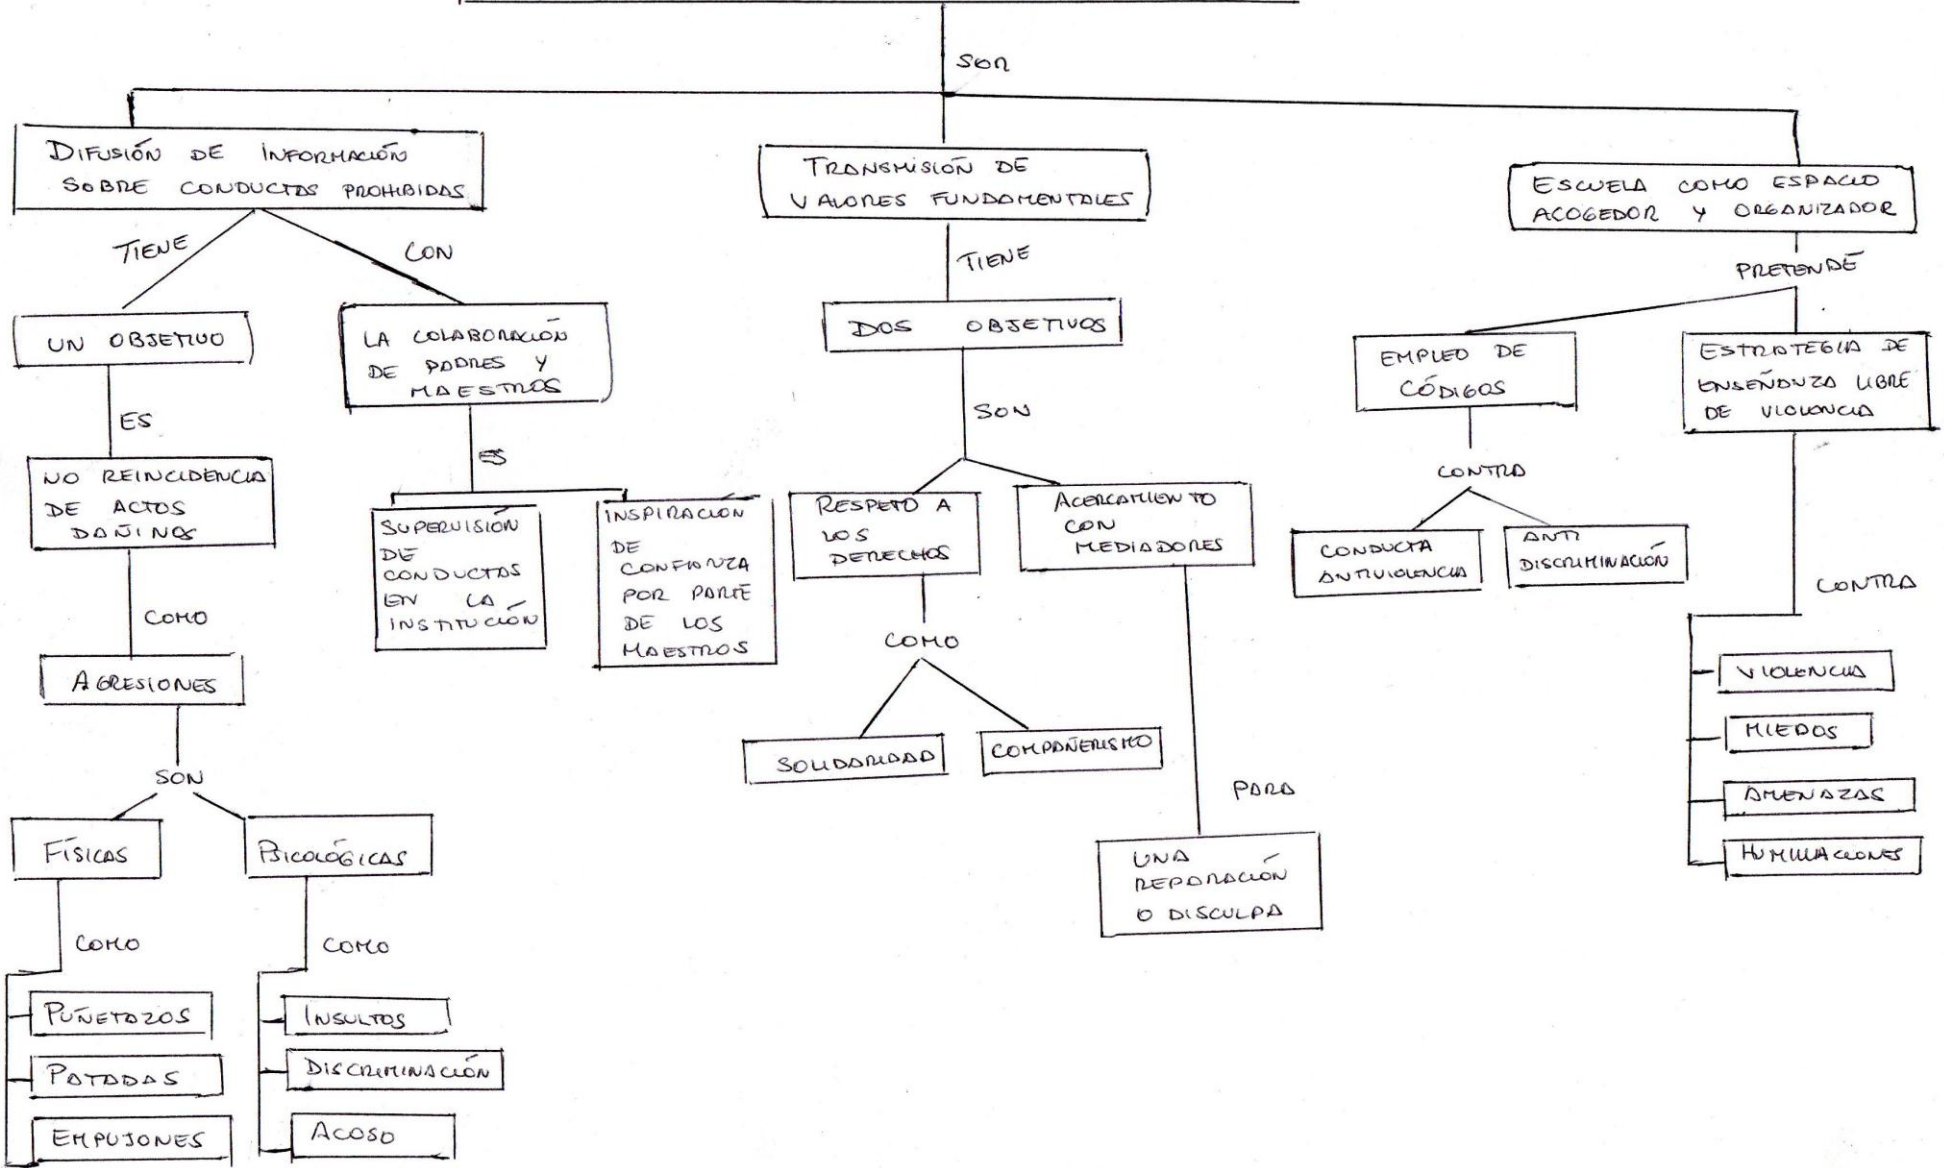 SON
DIFUSIÓN DE INFORMACIÓN
SOBRE CONDUCTAS PROHIBIDAS
TIENE
CON
UN OBJETIVO
LA COLABORACIÓN
DE PADRES Y
MAESTROS
ES
NO REINCIDENCIA
DE ACTOS
DAÑINOS
COMO
AGRESIONES
SON
FÍSICAS
COMO
PUÑETAZOS
PATADAS
EMPUJONES
PSICOLÓGICAS
COMO
INSULTOS
DISCRIMINACIÓN
ACOSO
ES
SUPERVISIÓN
DE
CONDUCTAS
EN LA
INSTITUCIÓN
INSPIRACIÓN
DE
CONFIANZA
POR PARTE
DE LOS
MAESTROS
TRANSMISIÓN DE
VALORES FUNDAMENTALES
TIENE
DOS OBJETIVOS
SON
RESPETO A
LOS
DERECHOS
COMO
SOLIDARIDAD
COMPAÑERISMO
ACERCAMIENTO
CON
MEDIADORES
PARA
UNA
REPARACIÓN
O DISCULPA
ESCUELA COMO ESPACIO
ACOGEDOR Y ORGANIZADOR
PRETENDE
EMPLEO DE
CÓDIGOS
CONTRA
CONDUCTA
ANTIVIOLENCIA
ANTI
DISCRIMINACIÓN
ESTRATEGIA DE
ENSEÑANZA LIBRE
DE VIOLENCIA
CONTRA
VIOLENCIA
MIEDOS
AMENAZAS
HUMILLACIONES